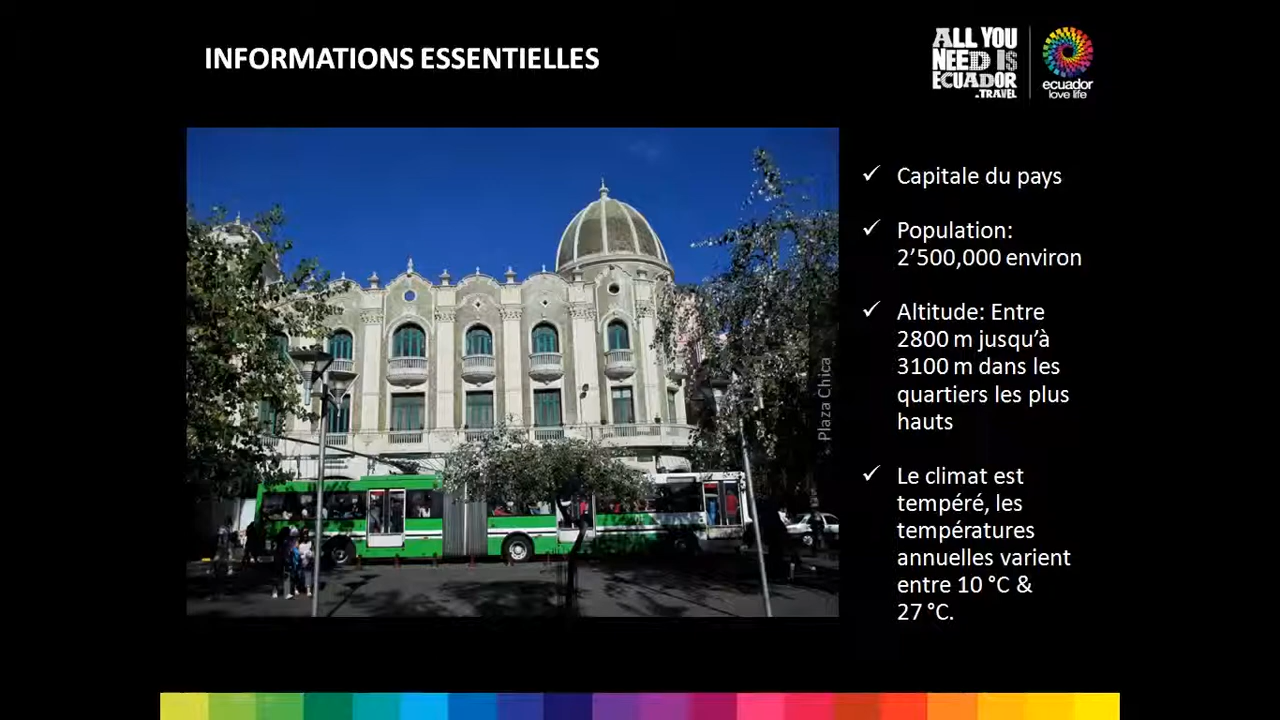 INFORMATIONS ESSENTIELLES
ALL YOU
NEED IS
ECUADOR
.TRAVEL
ecuador
love life
Capitale du pays
Population:
2’500,000 environ
Altitude: Entre
2800 m jusqu’à
3100 m dans les
quartiers les plus
hauts
Le climat est
tempéré, les
températures
annuelles varient
entre 10 °C &
27 °C.
Plaza Chica